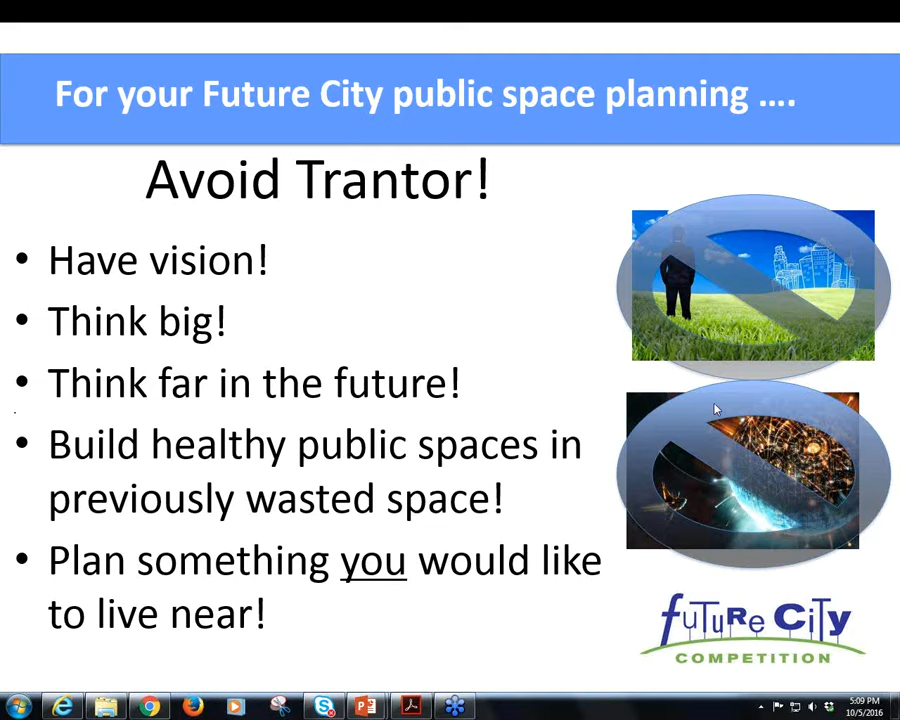 For your Future City public space planning ….
Avoid Trantor!
• Have vision!
• Think big!
• Think far in the future!
• Build healthy public spaces in
previously wasted space!
• Plan something you would like
to live near!
FuTuRe CiTy
COMPETITION
5:09 PM
10/5/2016